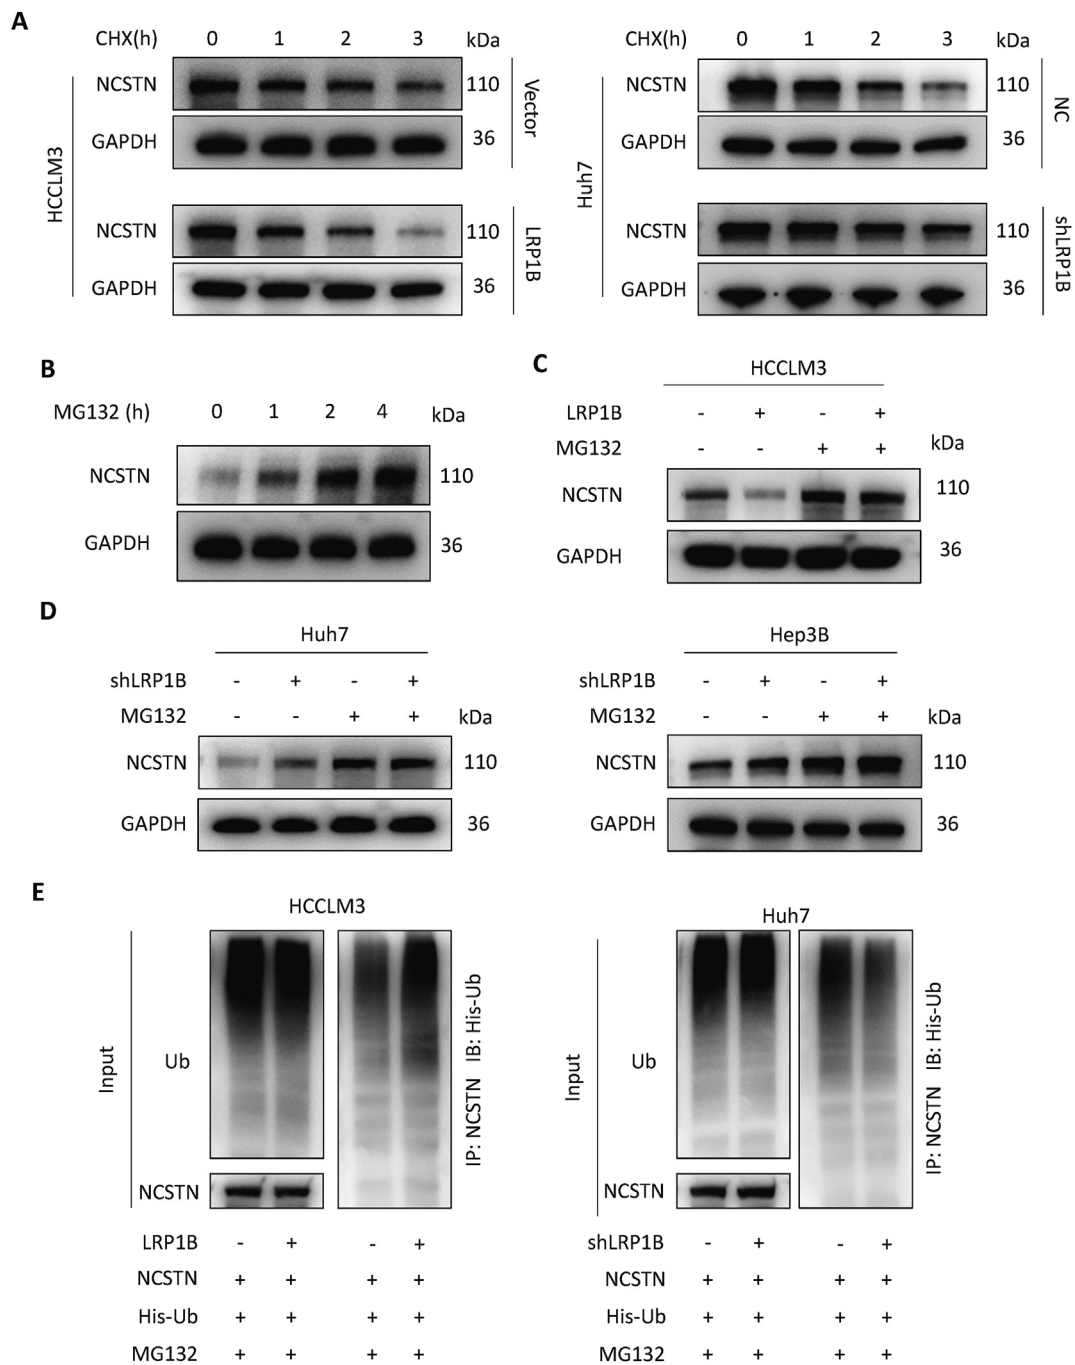 A
CHX(h) 0 1 2 3 kDa
NCSTN 110
GAPDH 36
Vector
NCSTN 110
GAPDH 36
LRP1B
HCCLM3
CHX(h) 0 1 2 3 kDa
NCSTN 110
GAPDH 36
NC
NCSTN 110
GAPDH 36
shLRP1B
Huh7
B
MG132 (h) 0 1 2 4 kDa
NCSTN 110
GAPDH 36
C
HCCLM3
LRP1B - + - +
MG132 - - + + kDa
NCSTN 110
GAPDH 36
D
Huh7
shLRP1B - + - +
MG132 - - + + kDa
NCSTN 110
GAPDH 36
Hep3B
shLRP1B - + - +
MG132 - - + + kDa
NCSTN 110
GAPDH 36
E
HCCLM3
Input
Ub
NCSTN
IP: NCSTN IB: His-Ub
LRP1B - + - +
NCSTN + + + +
His-Ub + + + +
MG132 + + + +
Huh7
Input
Ub
NCSTN
IP: NCSTN IB: His-Ub
shLRP1B - + - +
NCSTN + + + +
His-Ub + + + +
MG132 + + + +